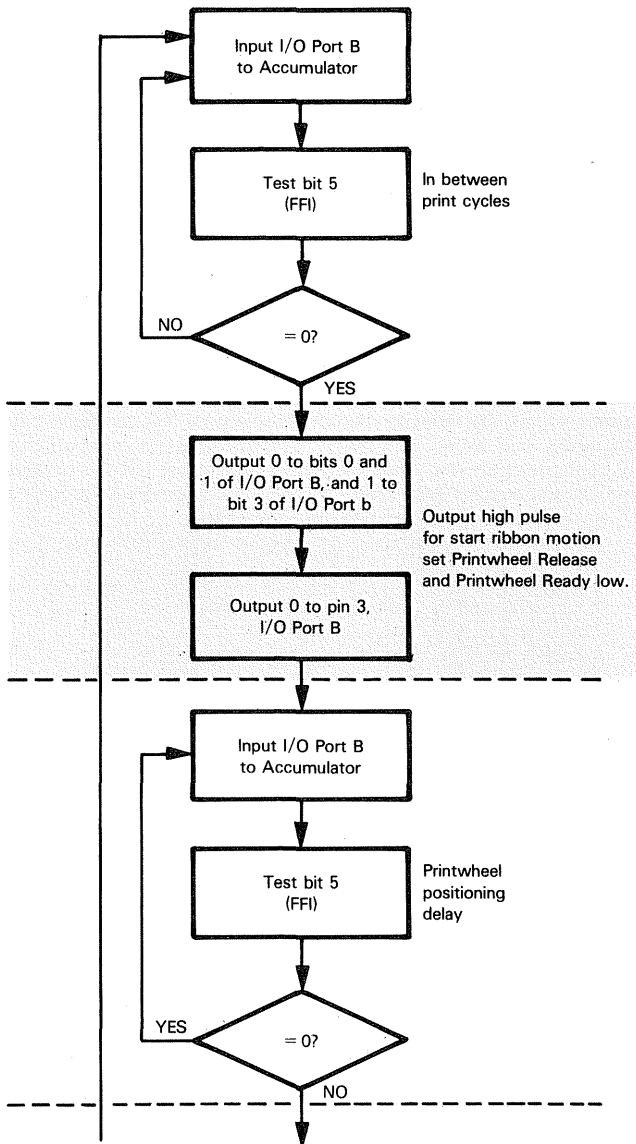 Input I/O Port B
to Accumulator
Test bit 5
(FFI)
In between
print cycles
= 0?
NO
YES
Output 0 to bits 0 and
1 of I/O Port B, and 1 to
bit 3 of I/O Port b
Output high pulse
for start ribbon motion
set Printwheel Release
and Printwheel Ready low.
Output 0 to pin 3,
I/O Port B
Input I/O Port B
to Accumulator
Test bit 5
(FFI)
Printwheel
positioning
delay
= 0?
YES
NO